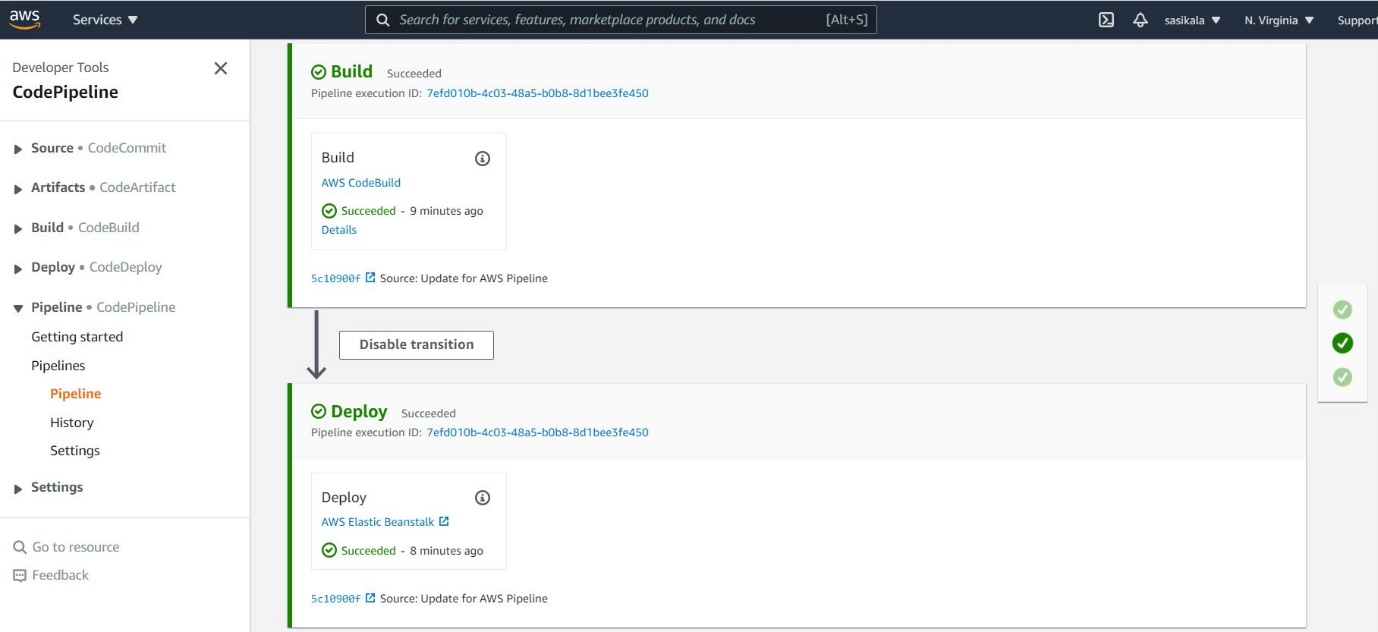 aws
Services
Search for services, features, marketplace products, and docs [Alt+S]
sasikala
N. Virginia
Support
Developer Tools
CodePipeline
Source • CodeCommit
Artifacts • CodeArtifact
Build • CodeBuild
Deploy • CodeDeploy
Pipeline • CodePipeline
Getting started
Pipelines
Pipeline
History
Settings
Settings
Go to resource
Feedback
Build Succeeded
Pipeline execution ID: 7efd010b-4c03-48a5-b0b8-8d1bee3fe450
Build
AWS CodeBuild
Succeeded - 9 minutes ago
Details
5c10900f Source: Update for AWS Pipeline
Disable transition
Deploy Succeeded
Pipeline execution ID: 7efd010b-4c03-48a5-b0b8-8d1bee3fe450
Deploy
AWS Elastic Beanstalk
Succeeded - 8 minutes ago
5c10900f Source: Update for AWS Pipeline